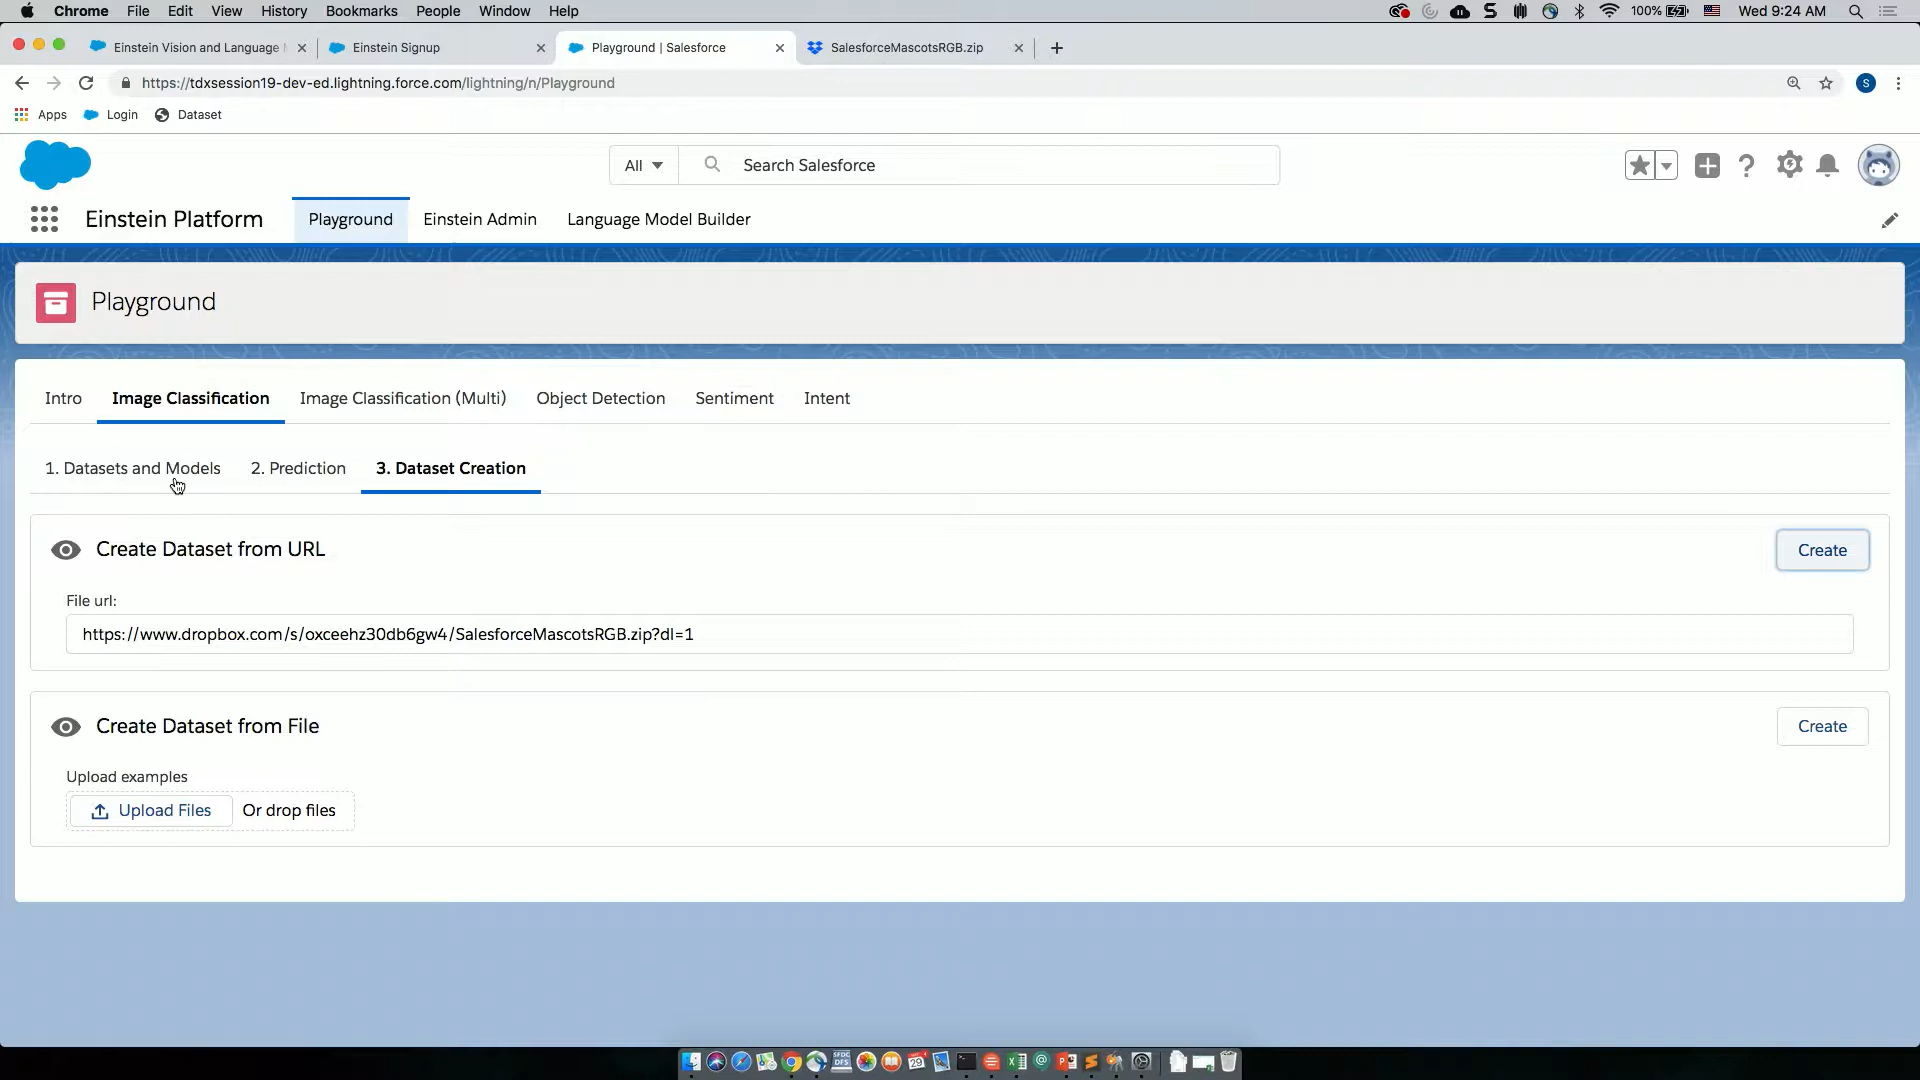 Chrome File Edit View History Bookmarks People Window Help 100% Wed 9:24 AM
Einstein Vision and Language Einstein Signup Playground | Salesforce SalesforceMascotsRGB.zip
https://tdxsession19-dev-ed.lightning.force.com/lightning/n/Playground S
Apps Login Dataset
All Search Salesforce
Einstein Platform Playground Einstein Admin Language Model Builder
Playground
Intro Image Classification Image Classification (Multi) Object Detection Sentiment Intent
1. Datasets and Models 2. Prediction 3. Dataset Creation
Create Dataset from URL Create
File url:
https://www.dropbox.com/s/oxceehz30db6gw4/SalesforceMascotsRGB.zip?dl=1
Create Dataset from File Create
Upload examples
Upload Files Or drop files
SFDC
DFS
29